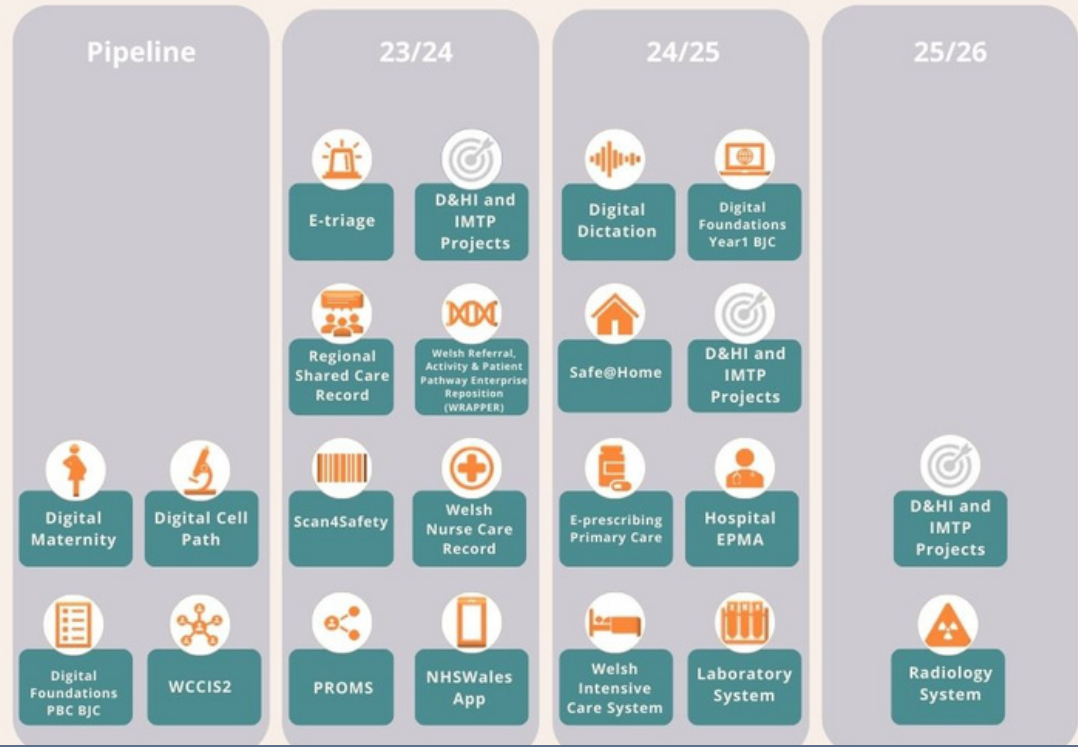 Pipeline
Digital
Maternity
Digital Cell
Path
Digital
Foundations
PBC BJC
WCCIS2
23/24
E-triage
D&HI and
IMTP
Projects
Regional
Shared Care
Record
Welsh Referral,
Activity & Patient
Pathway Enterprise
Reposition
(WRAPPER)
Scan4Safety
Welsh
Nurse Care
Record
PROMS
NHSWales
App
24/25
Digital
Dictation
Digital
Foundations
Year1 BJC
Safe@Home
D&HI and
IMTP
Projects
E-prescribing
Primary Care
Hospital
EPMA
Welsh
Intensive
Care System
Laboratory
System
25/26
D&HI and
IMTP
Projects
Radiology
System